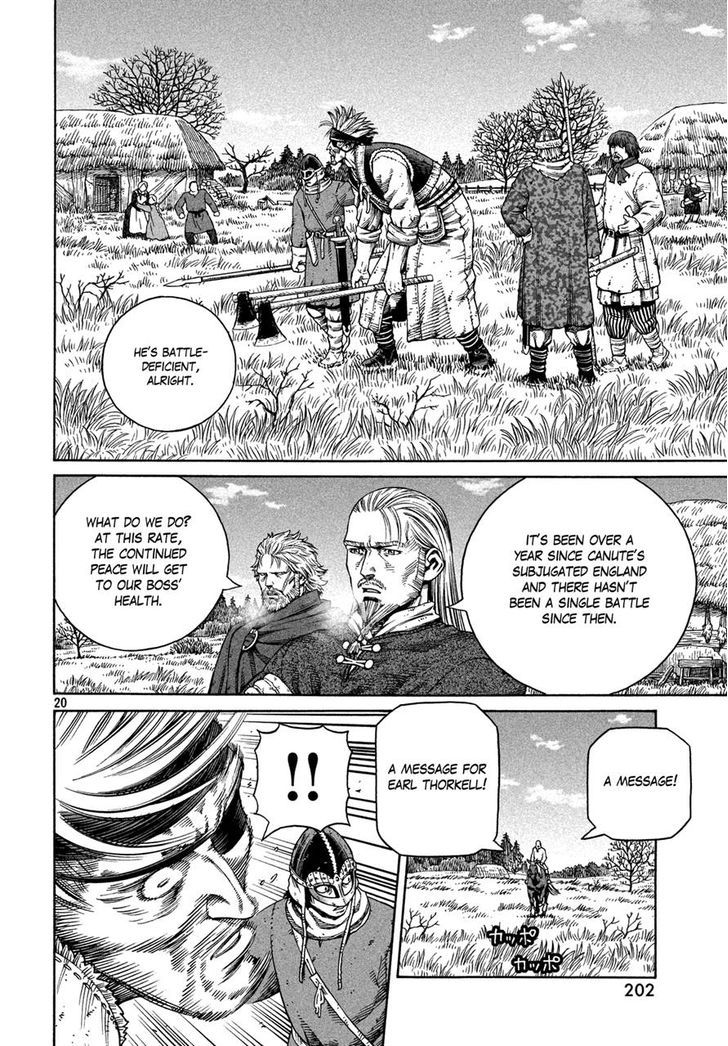 HE'S BATTLE-
DEFICIENT,
ALRIGHT.
IT'S BEEN OVER A
YEAR SINCE CANUTE'S
SUBJUGATED ENGLAND
AND THERE HASN'T
BEEN A SINGLE BATTLE
SINCE THEN.
WHAT DO WE DO?
AT THIS RATE,
THE CONTINUED
PEACE WILL GET
TO OUR BOSS'
HEALTH.
20
A MESSAGE!
A MESSAGE FOR
EARL THORKELL!
カッポ
カッポ
!!
202